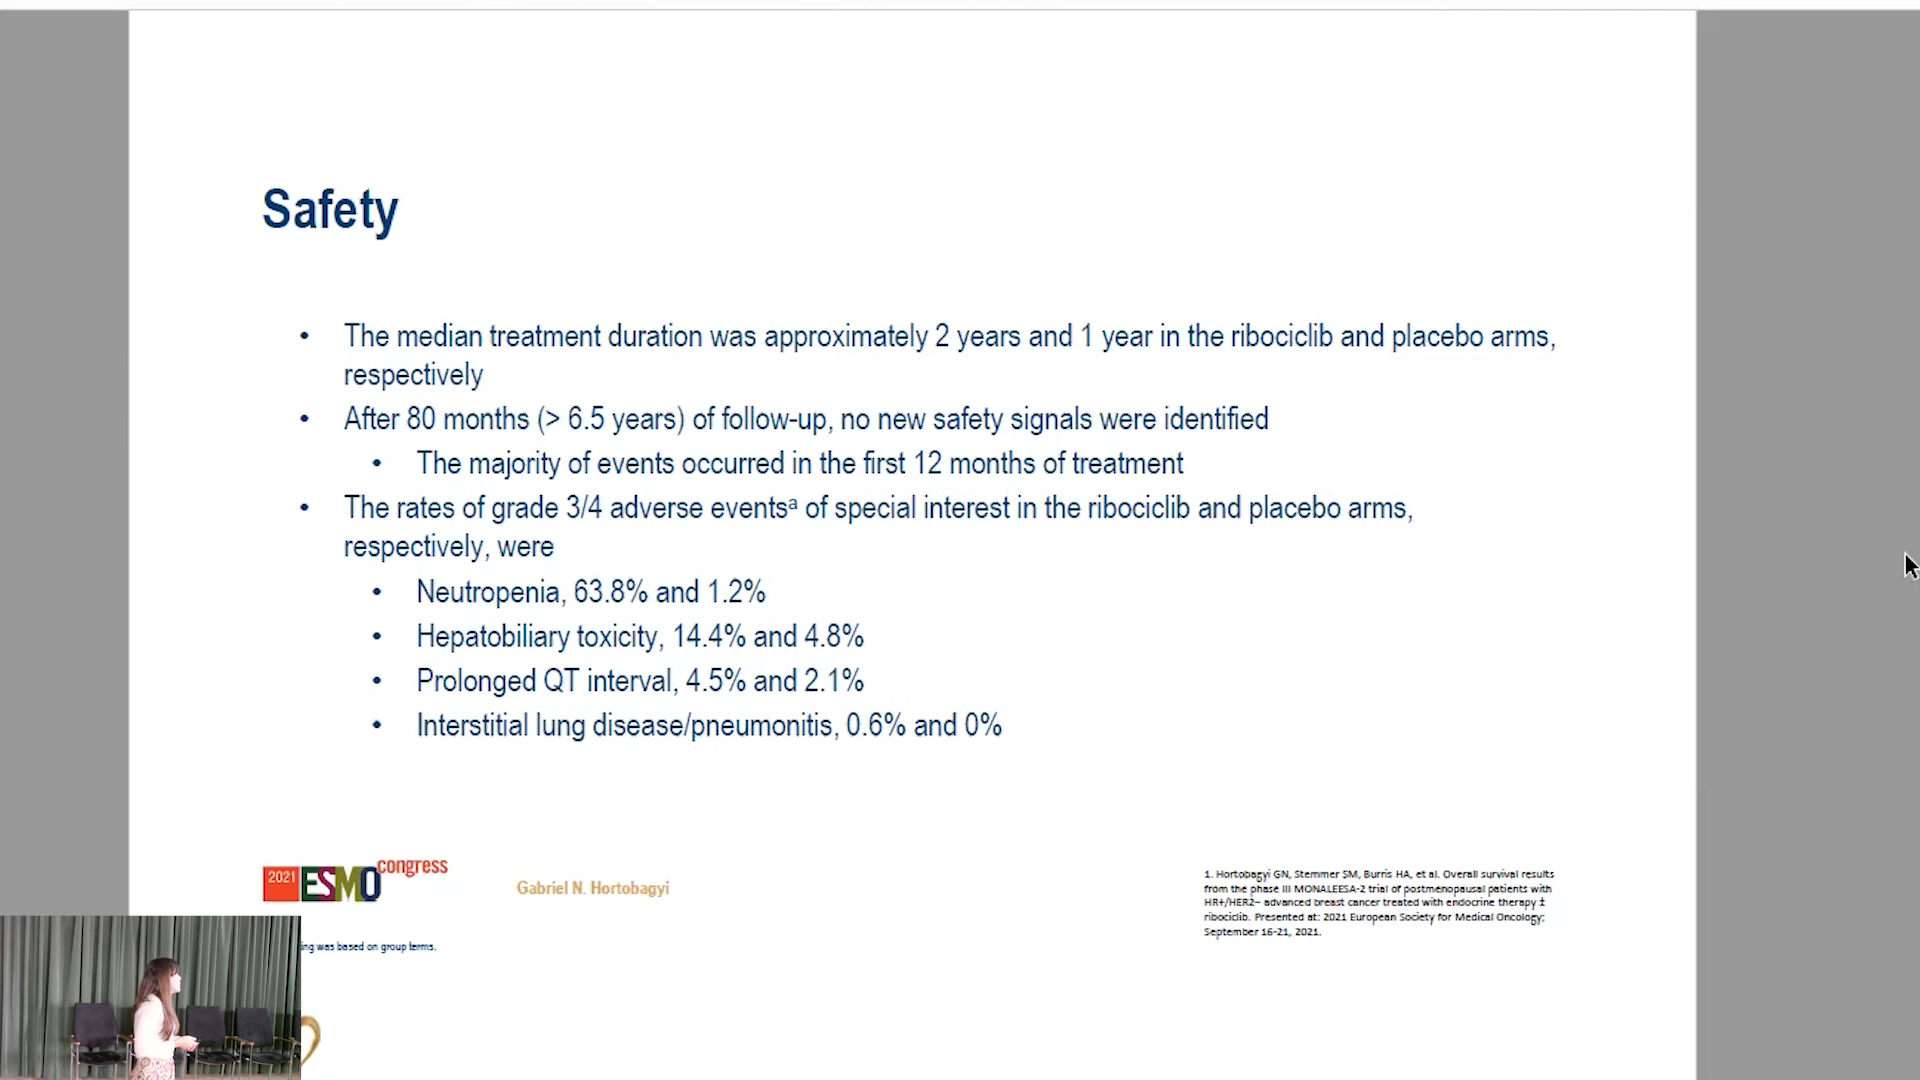 Safety
• The median treatment duration was approximately 2 years and 1 year in the ribociclib and placebo arms,
respectively
• After 80 months (> 6.5 years) of follow-up, no new safety signals were identified
• The majority of events occurred in the first 12 months of treatment
• The rates of grade 3/4 adverse eventsᵃ of special interest in the ribociclib and placebo arms,
respectively, were
• Neutropenia, 63.8% and 1.2%
• Hepatobiliary toxicity, 14.4% and 4.8%
• Prolonged QT interval, 4.5% and 2.1%
• Interstitial lung disease/pneumonitis, 0.6% and 0%
2021 ESMO congress
Gabriel N. Hortobagyi
1. Hortobagyi GN, Stemmer SM, Burris HA, et al. Overall survival results
from the phase III MONALEESA-2 trial of postmenopausal patients with
HR+/HER2− advanced breast cancer treated with endocrine therapy ±
ribociclib. Presented at: 2021 European Society for Medical Oncology;
September 16-21, 2021.
was based on group terms.